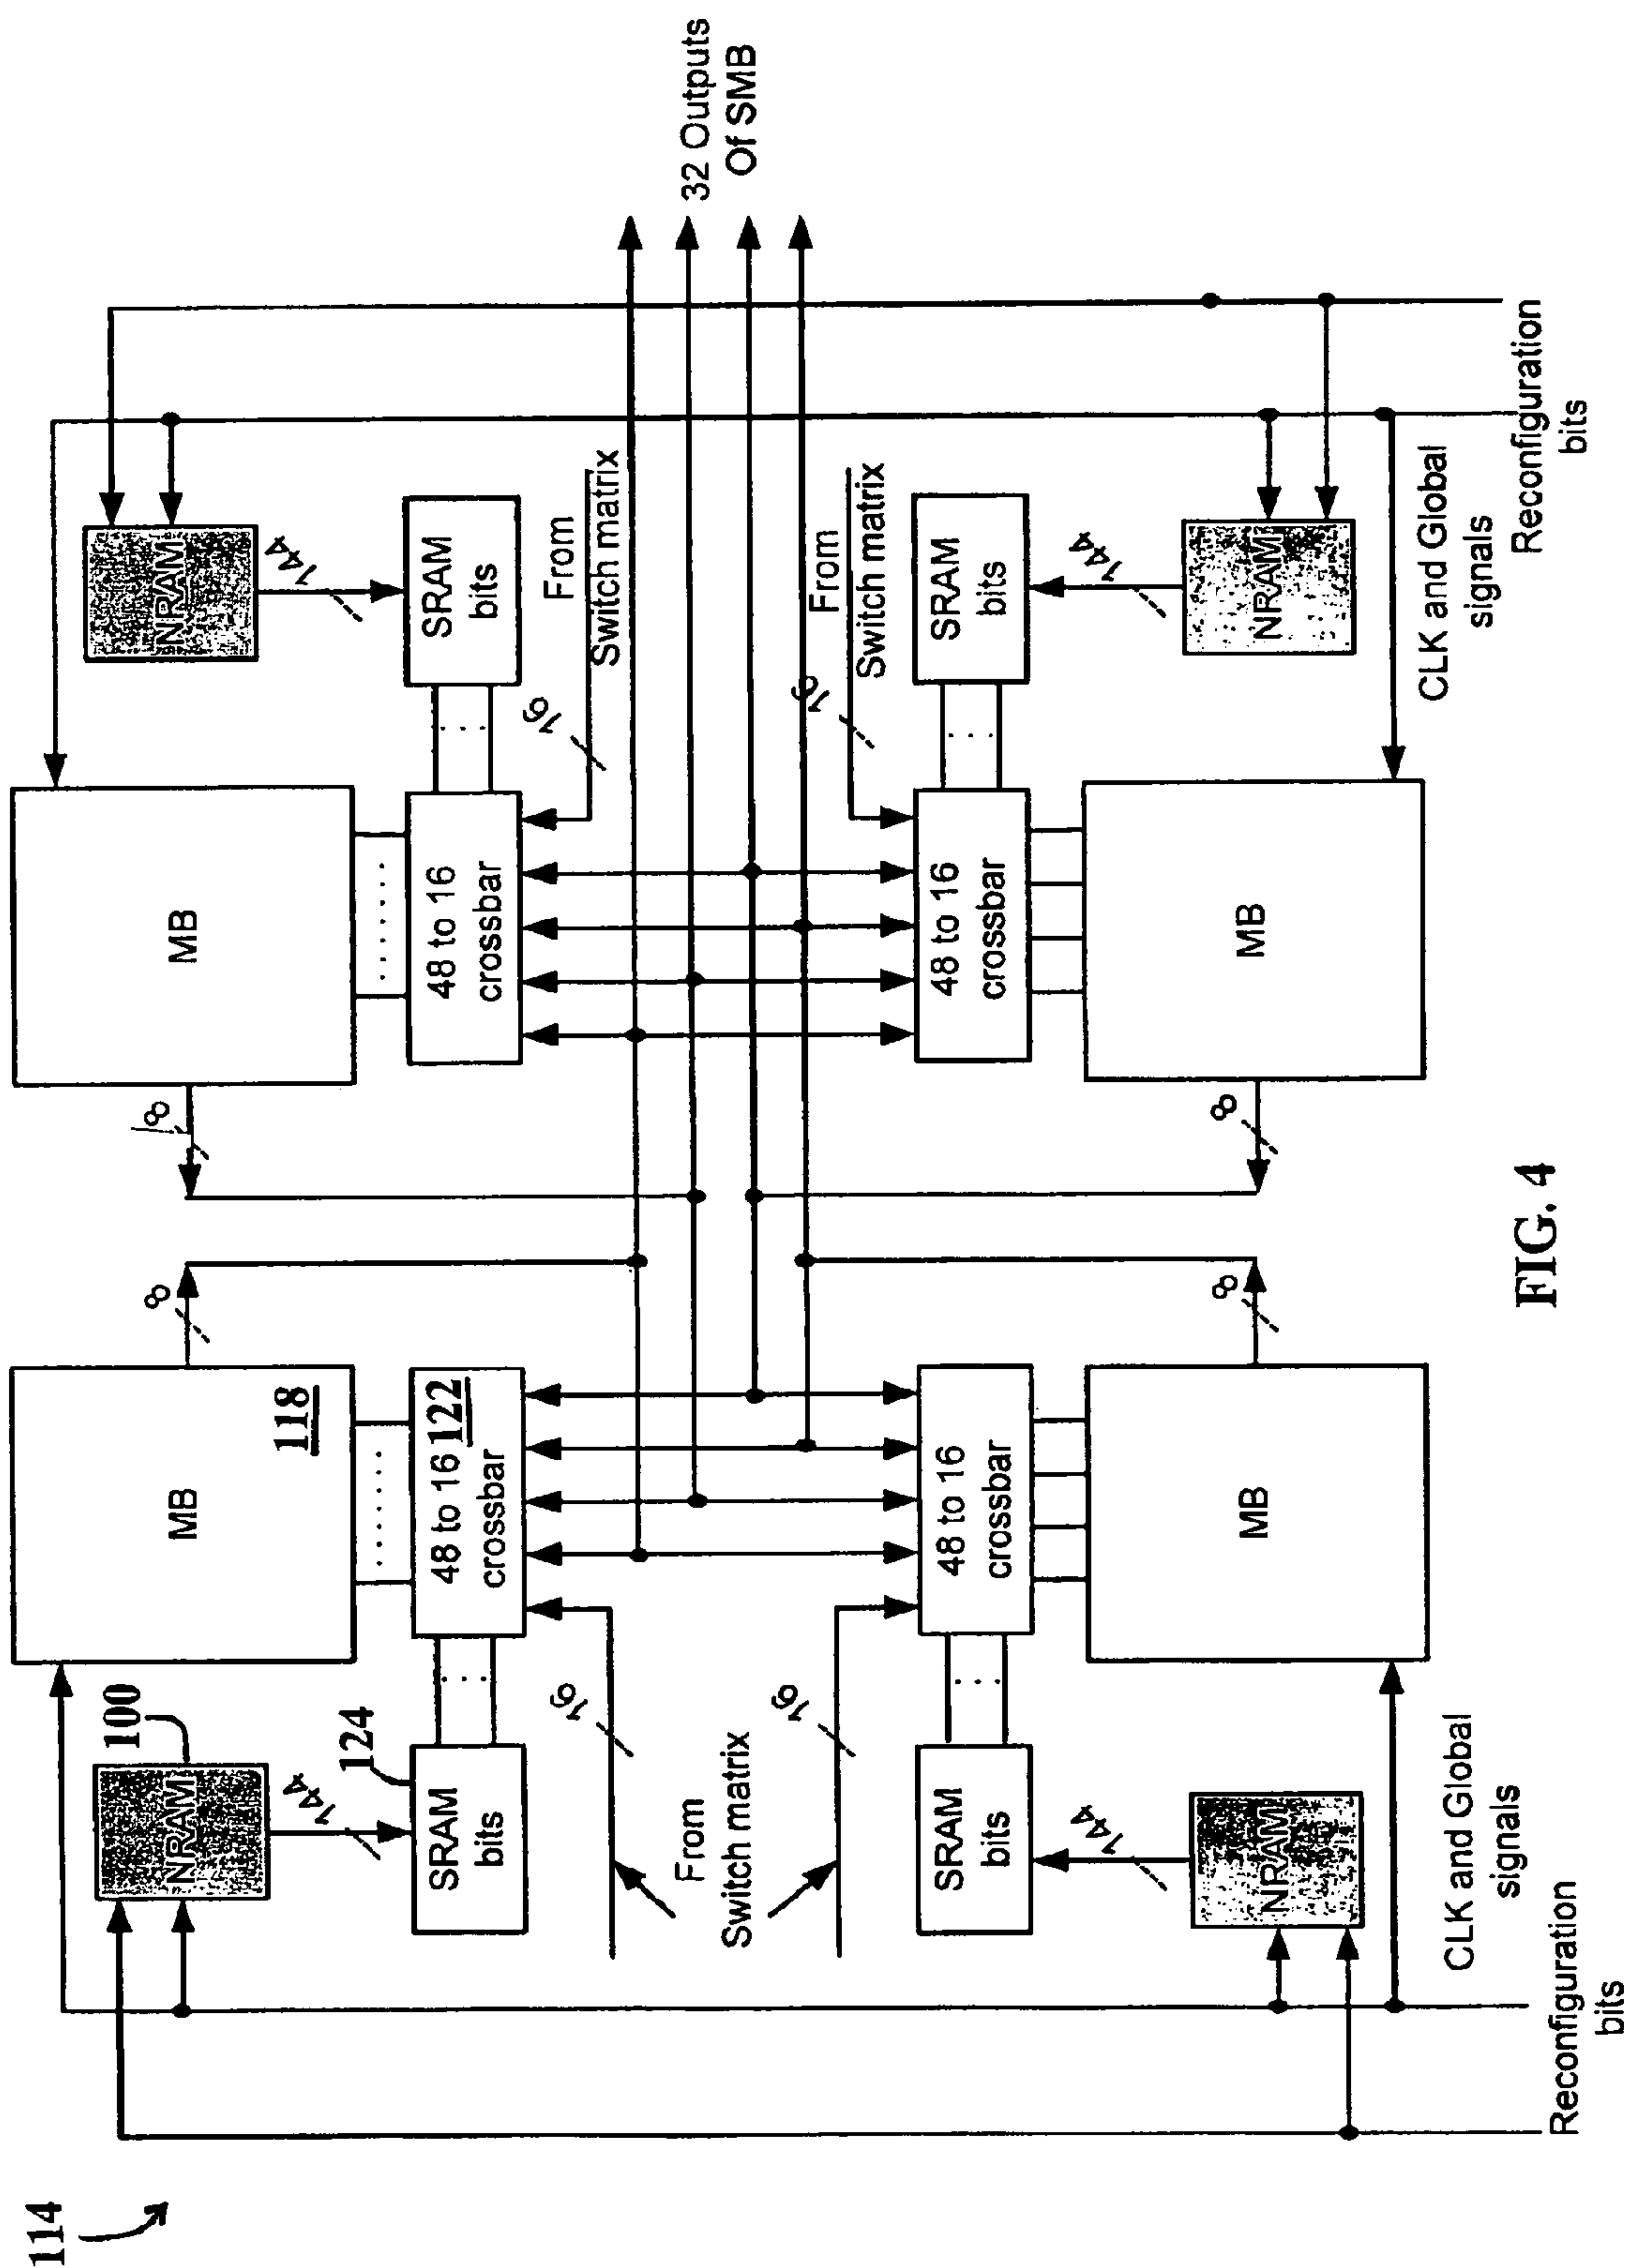 114
MB
118
8
8
MB
100
NRAM
144
124
SRAM
bits
48 to 16
122
crossbar
48 to 16
crossbar
SRAM
bits
144
NRAM
16
16
From
Switch matrix
From
Switch matrix
32 Outputs
Of SMB
From
Switch matrix
16
16
SRAM
bits
48 to 16
crossbar
48 to 16
crossbar
SRAM
bits
144
NRAM
144
NRAM
MB
8
8
MB
CLK and Global
signals
CLK and Global
signals
Reconfiguration
bits
Reconfiguration
bits
FIG. 4